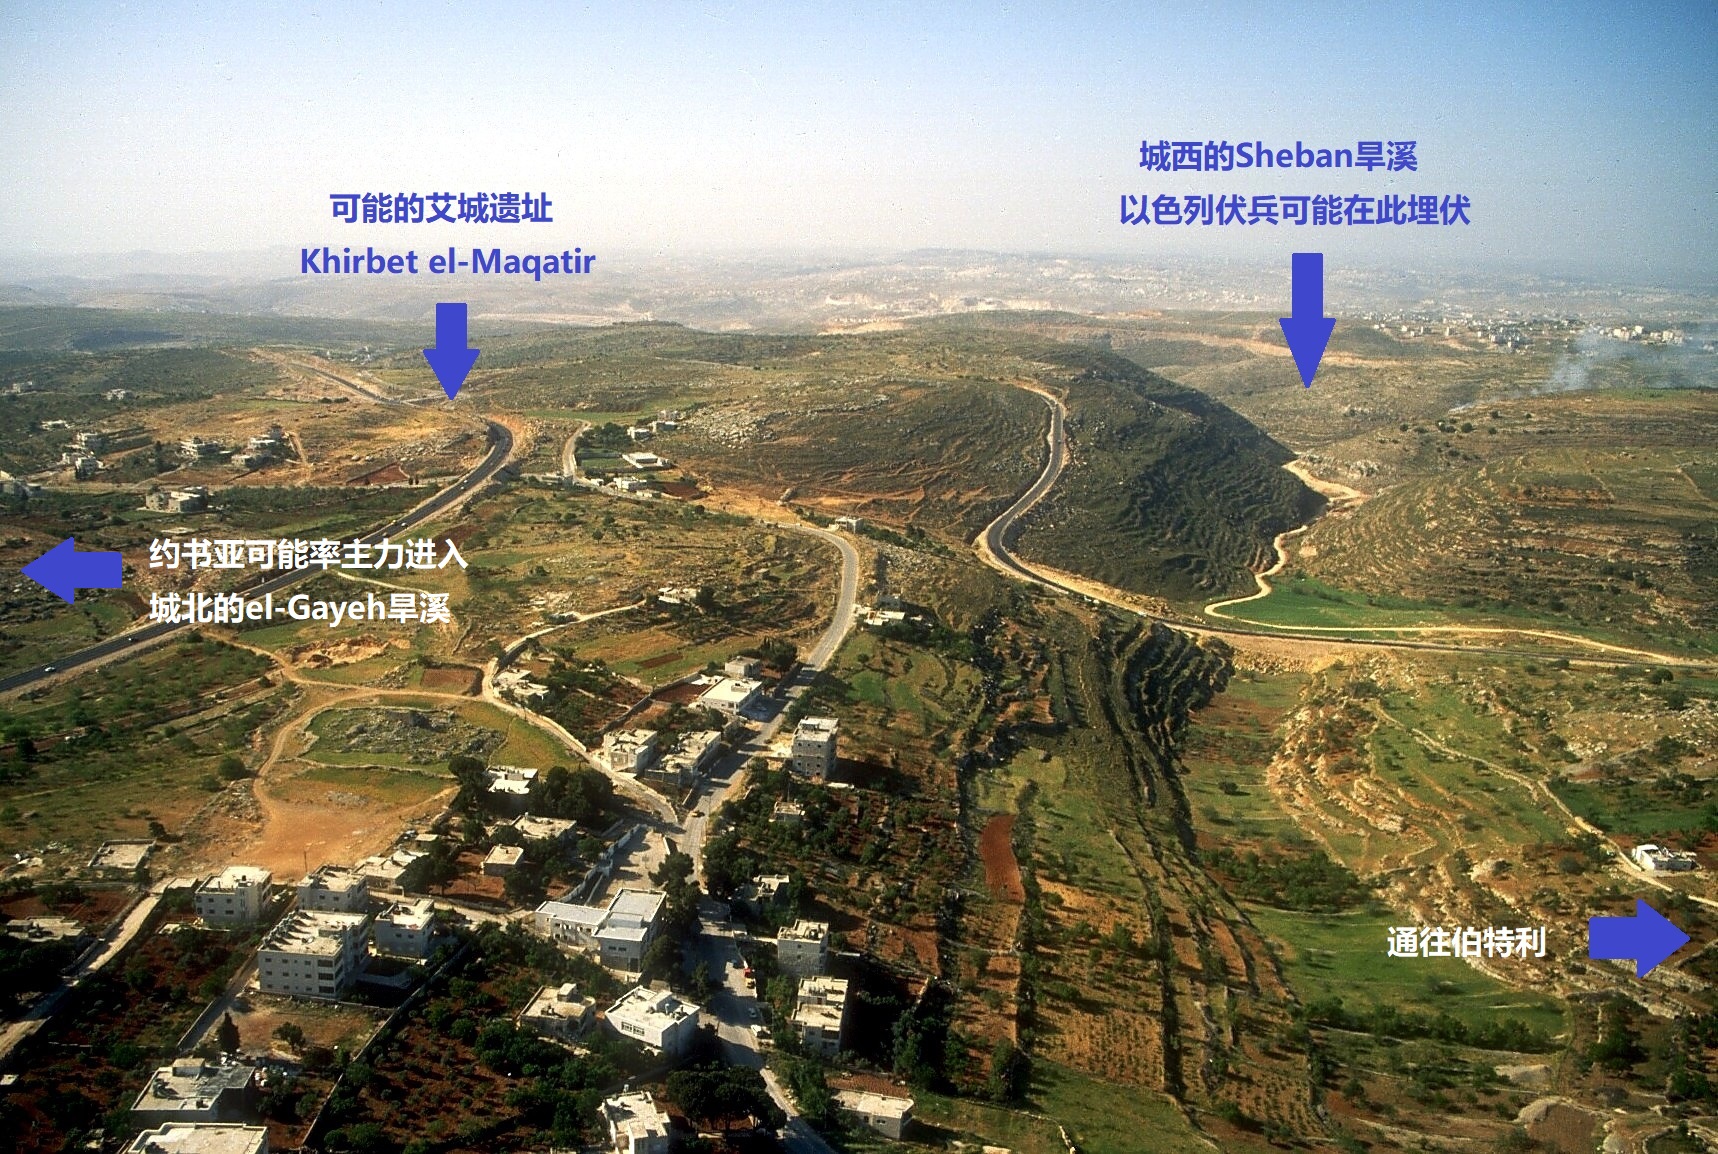 城西的Sheban旱溪
以色列伏兵可能在此埋伏
可能的艾城遗址
Khirbet el-Maqatir
约书亚可能率主力进入
城北的el-Gayeh旱溪
通往伯特利